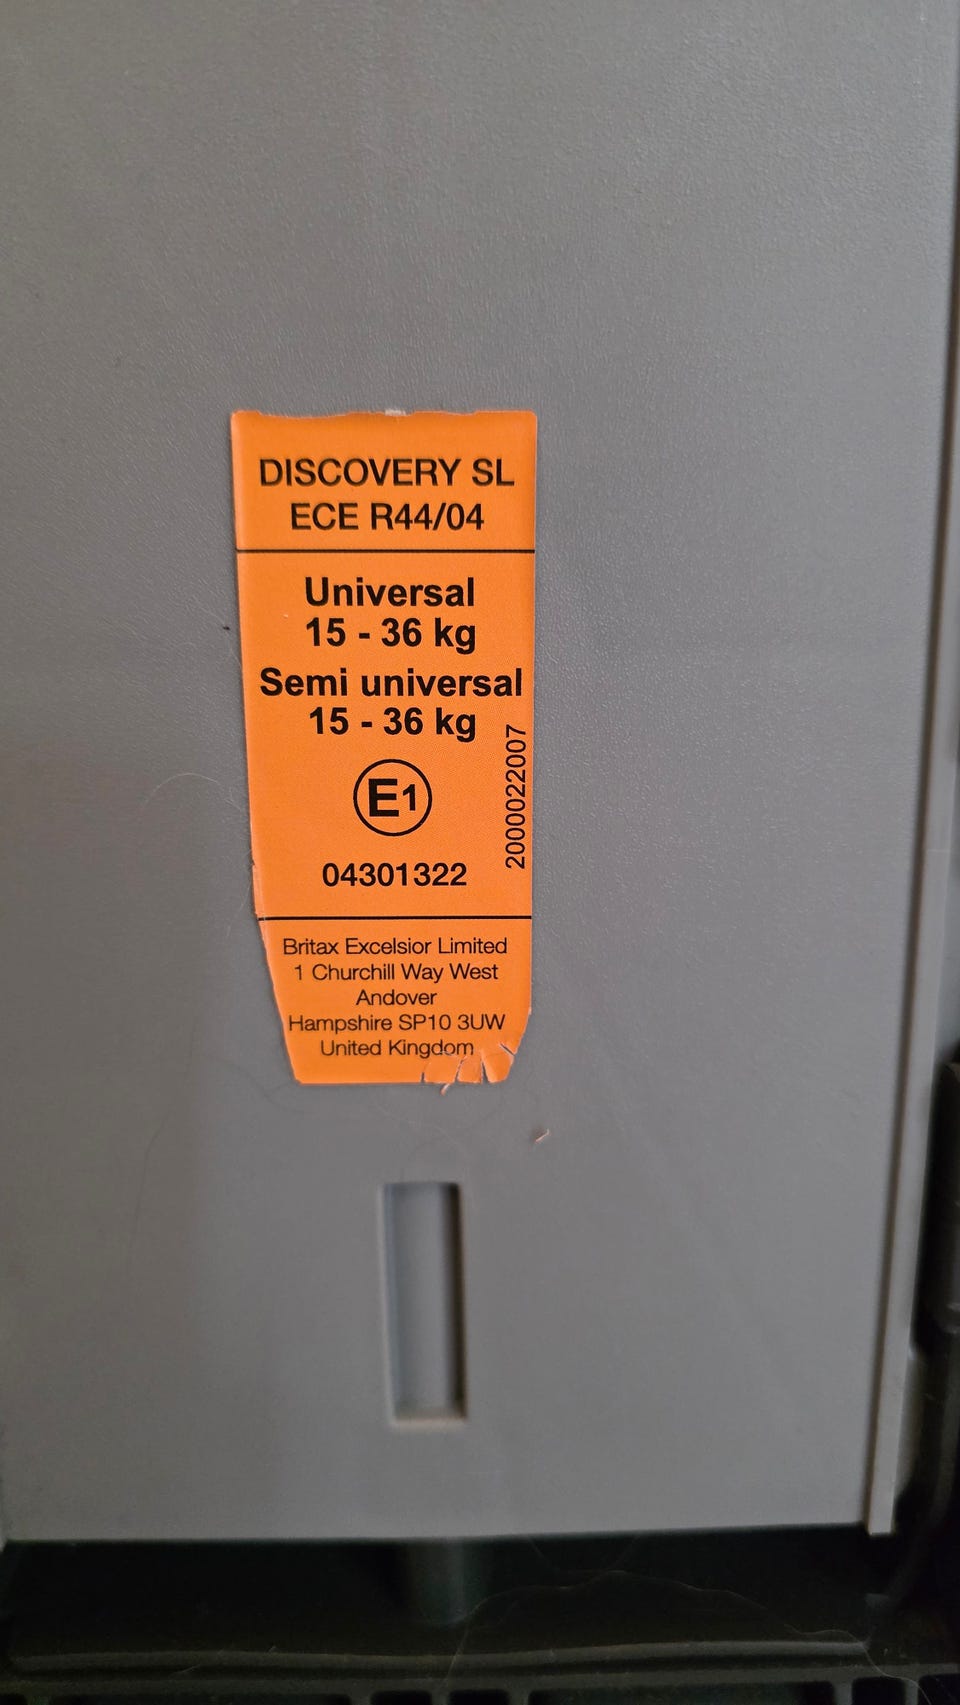 DISCOVERY SL
ECE R44/04
Universal
15 - 36 kg
Semi universal
15 - 36 kg
E1
2000022007
04301322
Britax Excelsior Limited
1 Churchill Way West
Andover
Hampshire SP10 3UW
United Kingdom